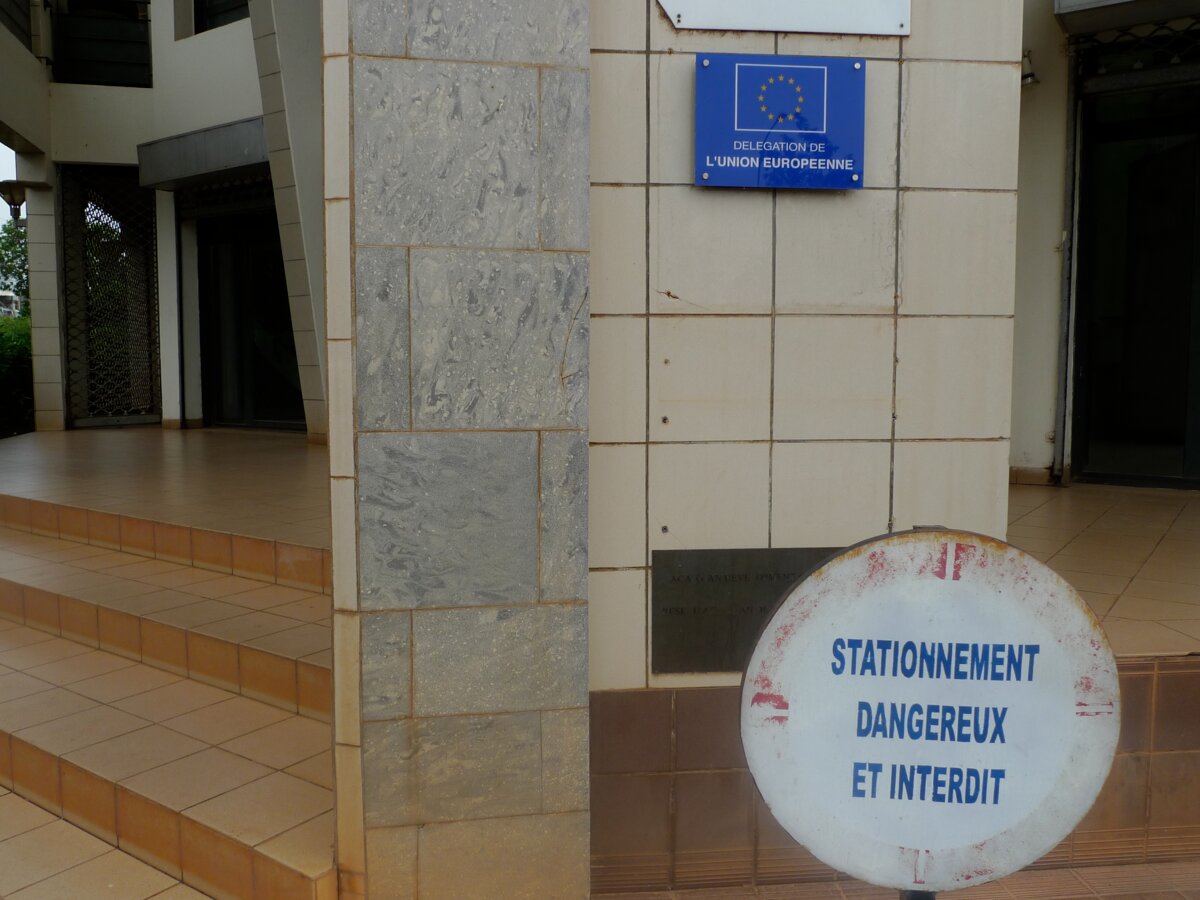 DELEGATION DE
L'UNION EUROPEENNE
STATIONNEMENT
DANGEREUX
ET INTERDIT